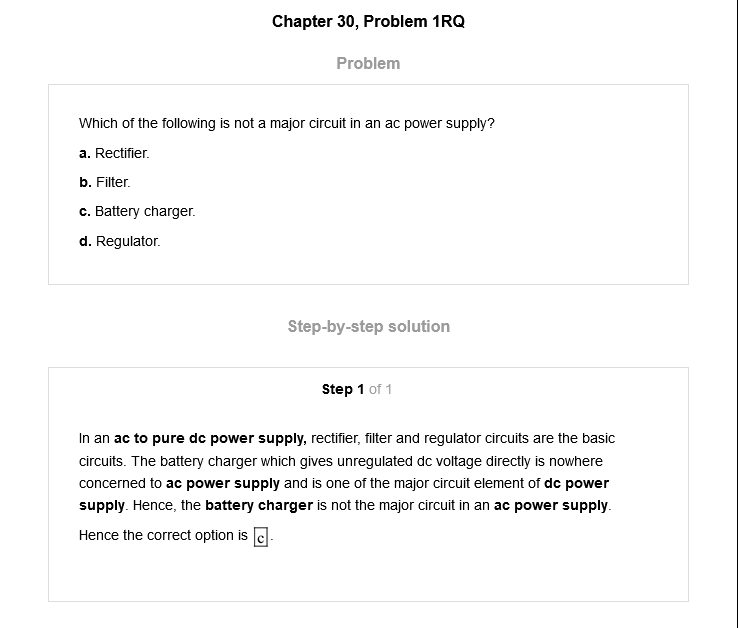 Chapter 30, Problem 1RQ
Problem
Which of the following is not a major circuit in an ac power supply?
a. Rectifier.
b. Filter.
c. Battery charger.
d. Regulator.
Step-by-step solution
Step 1 of 1
In an ac to pure dc power supply, rectifier, filter and regulator circuits are the basic
circuits. The battery charger which gives unregulated dc voltage directly is nowhere
concerned to ac power supply and is one of the major circuit element of dc power
supply. Hence, the battery charger is not the major circuit in an ac power supply.
Hence the correct option is c.